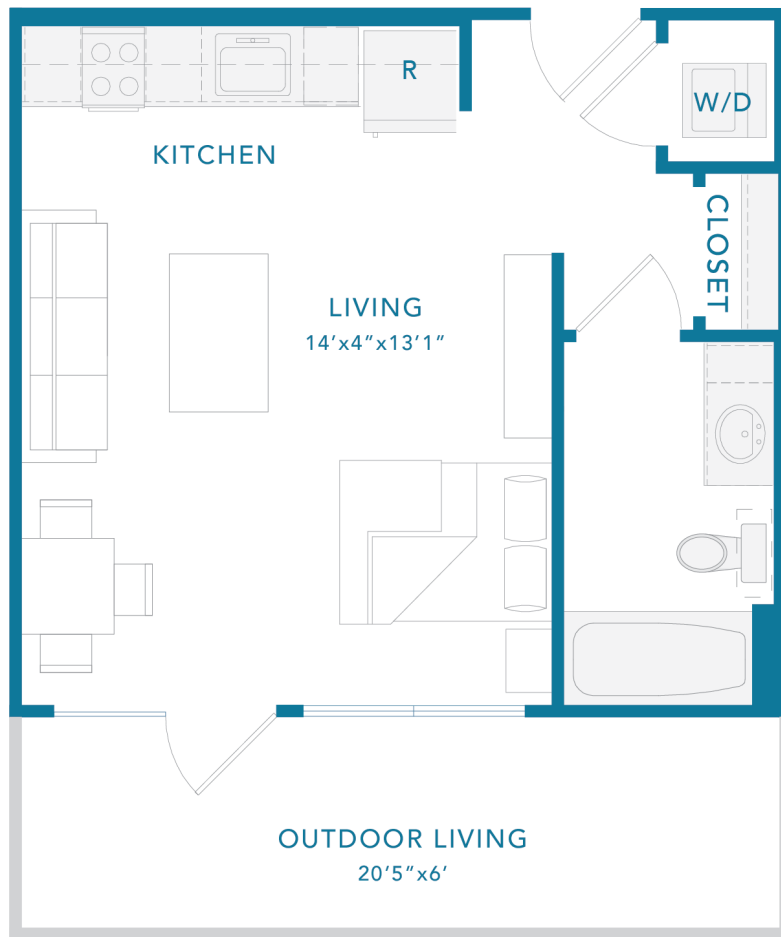 R
W/D
KITCHEN
CLOSET
LIVING
14’x4”x13’1”
OUTDOOR LIVING
20’5”x6’